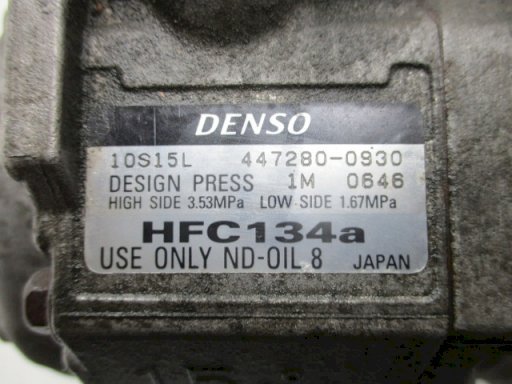 DENSO
10S15L 447280-0930
DESIGN PRESS 1M 0646
HIGH SIDE 3.53MPa LOW SIDE 1.67MPa
HFC134a
USE ONLY ND-OIL 8 JAPAN